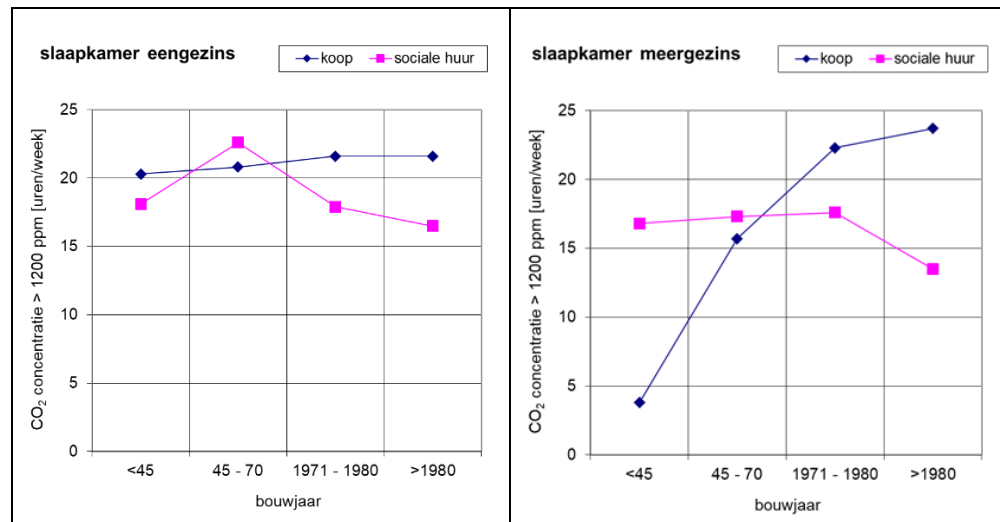 slaapkamer eengezins
koop
sociale huur
CO₂ concentratie > 1200 ppm [uren/week]
25
20
15
10
5
0
<45
45 - 70
1971 - 1980
>1980
bouwjaar
slaapkamer meergezins
koop
sociale huur
CO₂ concentratie > 1200 ppm [uren/week]
25
20
15
10
5
0
<45
45 - 70
1971 - 1980
>1980
bouwjaar